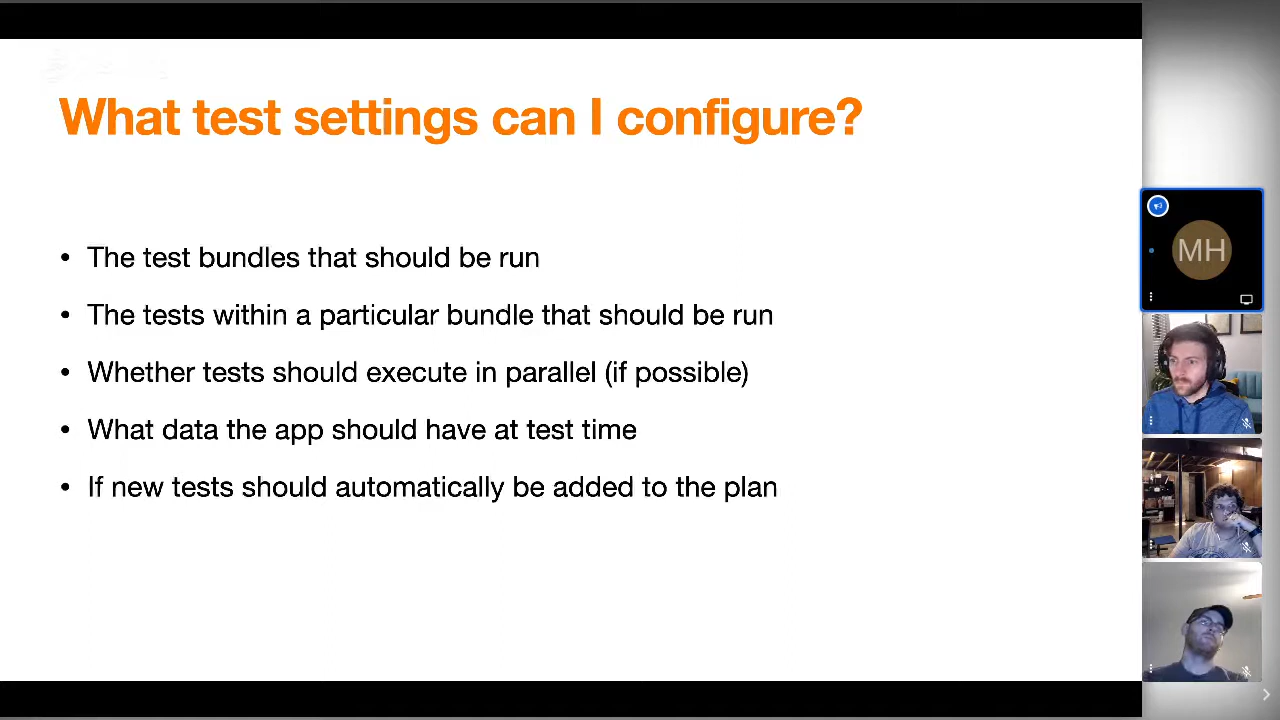 What test settings can I configure?
• The test bundles that should be run
• The tests within a particular bundle that should be run
• Whether tests should execute in parallel (if possible)
• What data the app should have at test time
• If new tests should automatically be added to the plan
MH